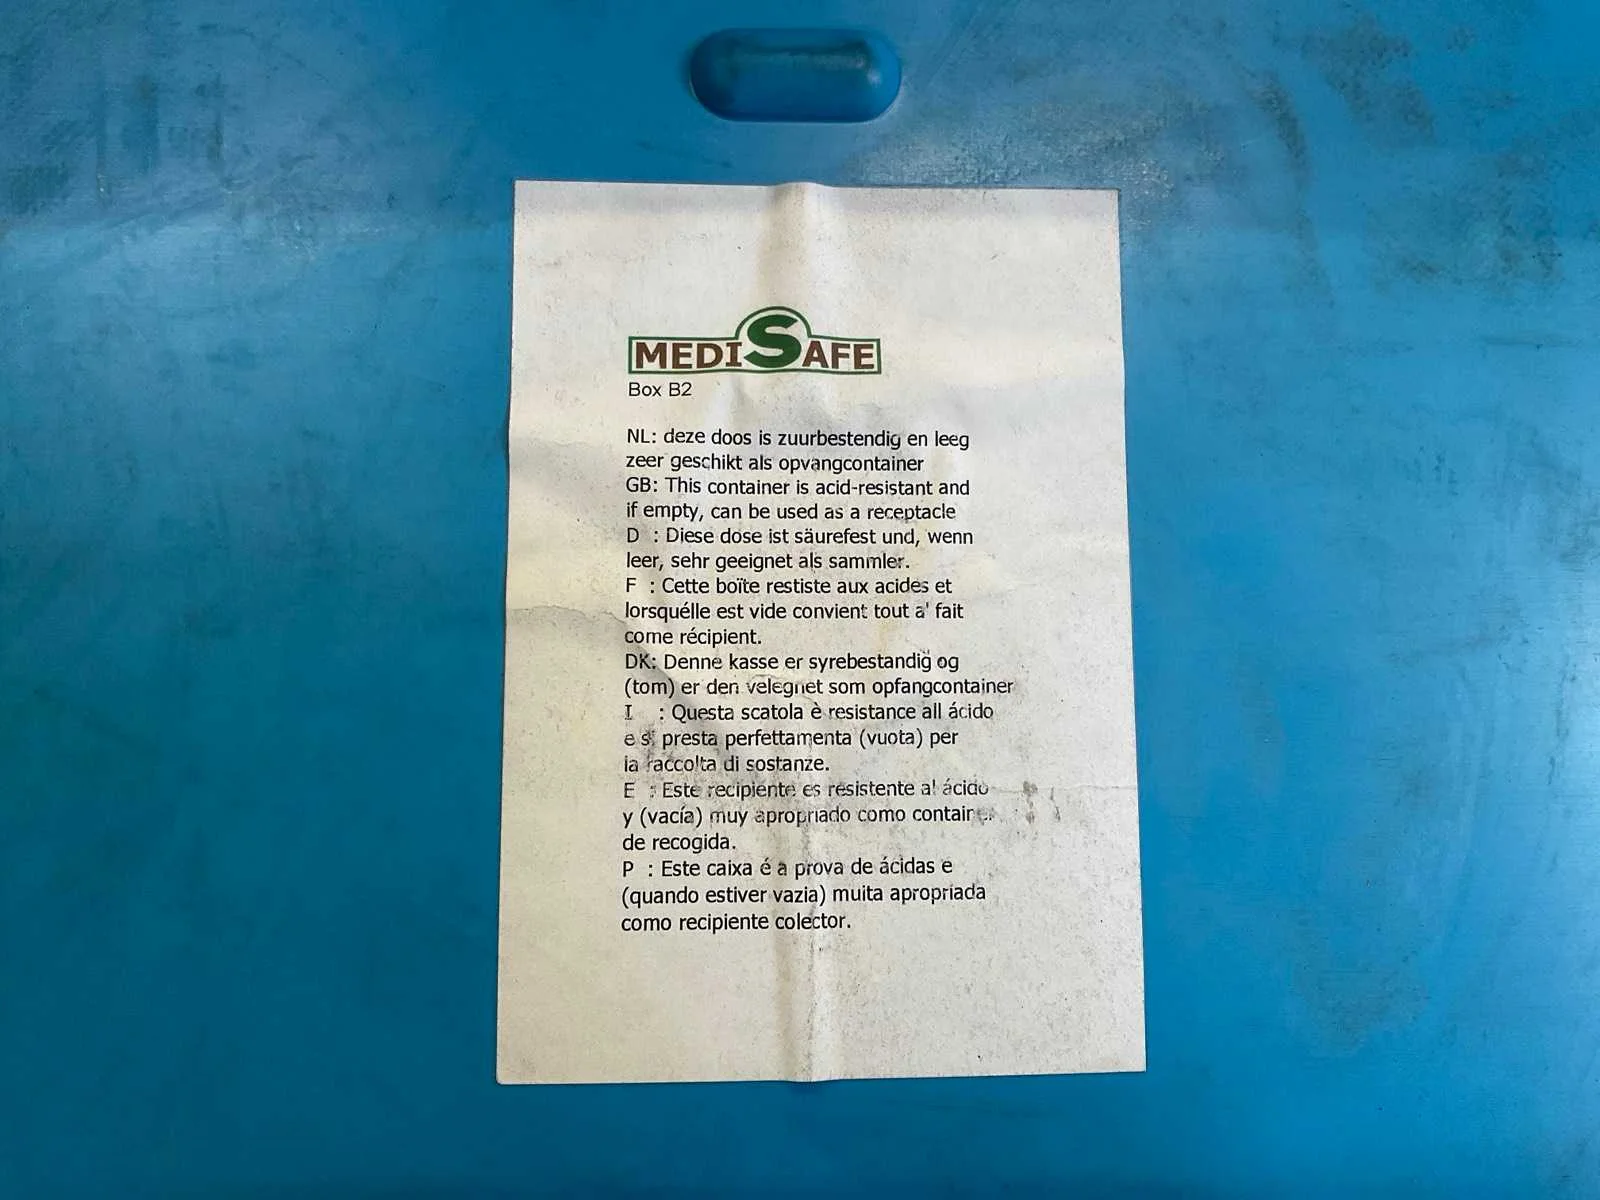 MEDISAFE
Box B2
NL: deze doos is zuurbestendig en leeg
zeer geschikt als opvangcontainer
GB: This container is acid-resistant and
if empty, can be used as a receptacle
D : Diese dose ist säurefest und, wenn
leer, sehr geeignet als sammler.
F : Cette boïte restiste aux acides et
lorsquélle est vide convient tout a' fait
come récipient.
DK: Denne kasse er syrebestandig og
(tom) er den velegnet som opfangcontainer
I : Questa scatola è resistance all ácido
e si presta perfettamenta (vuota) per
la raccolta di sostanze.
E : Este recipiente es resistente al ácido
y (vacía) muy apropriado como
de recogida.
P : Este caixa é a prova de ácidas e
(quando estiver vazia) muita apropriada
como recipiente colector.